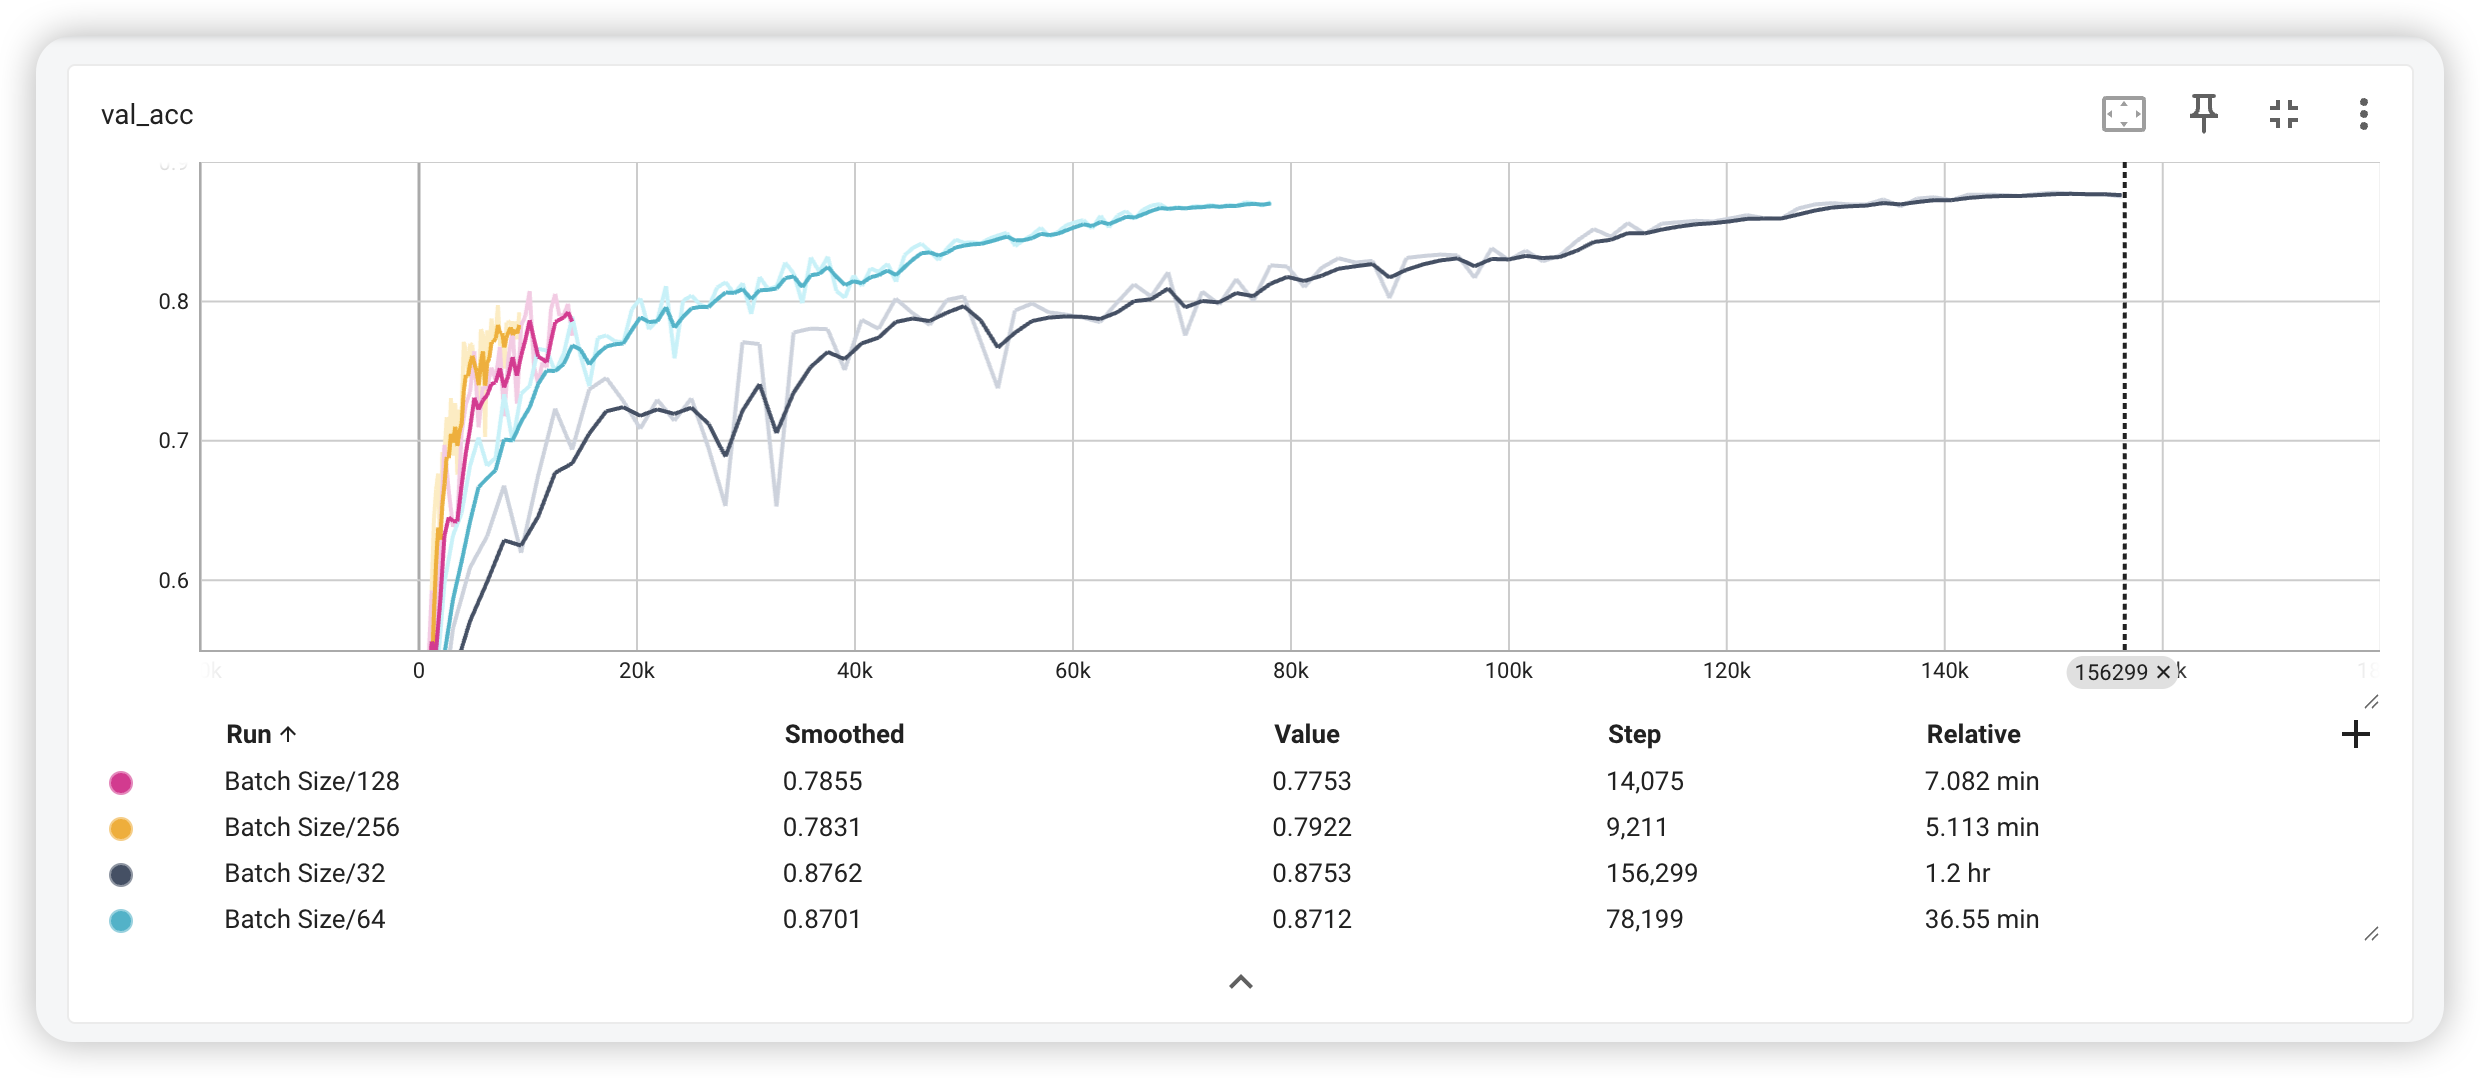 val_acc
0.9
0.8
0.7
0.6
0 20k 40k 60k 80k 100k 120k 140k 156299 × k
Run ↑ Smoothed Value Step Relative +
Batch Size/128 0.7855 0.7753 14,075 7.082 min
Batch Size/256 0.7831 0.7922 9,211 5.113 min
Batch Size/32 0.8762 0.8753 156,299 1.2 hr
Batch Size/64 0.8701 0.8712 78,199 36.55 min